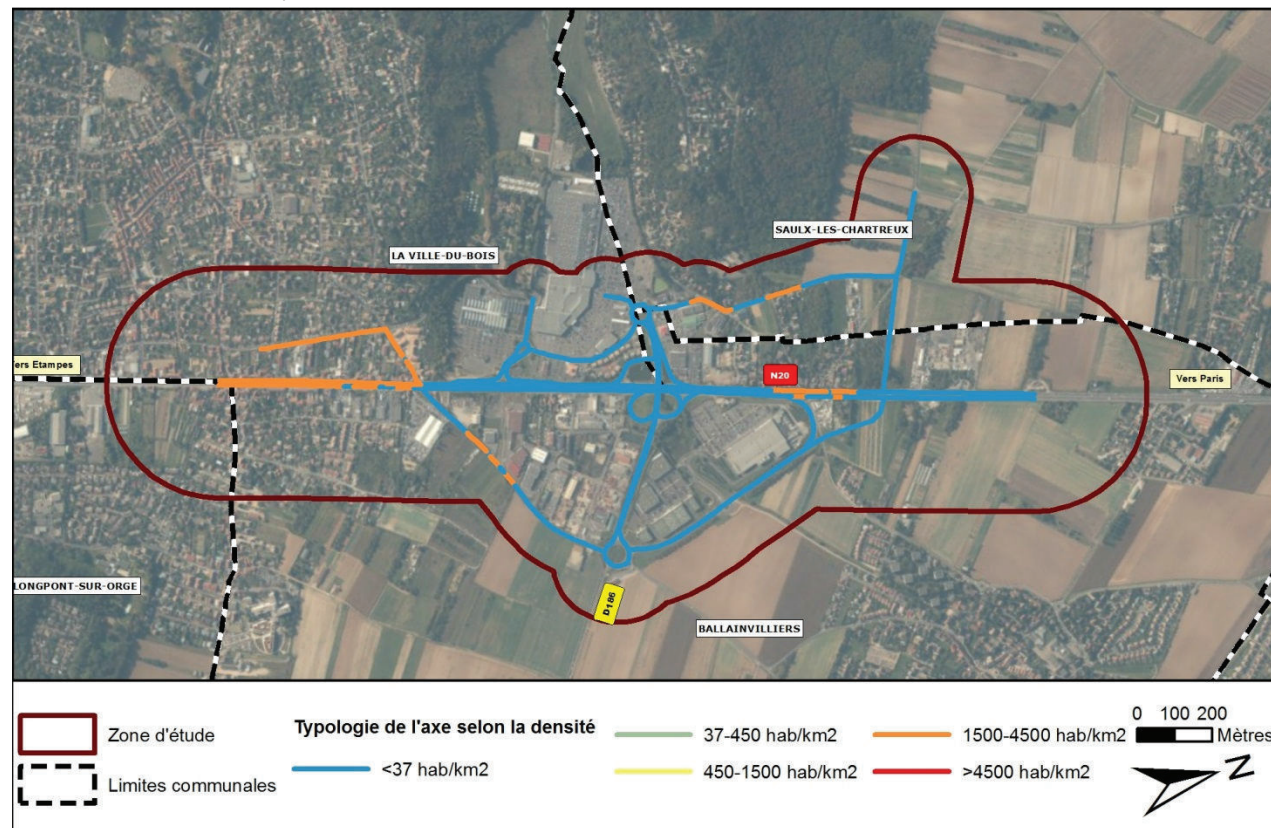 SAULX-LES-CHARTREUX
LA VILLE-DU-BOIS
ers Etampes
N20
Vers Paris
LONGPONT-SUR-ORGE
D186
BALLAINVILLIERS
Zone d'étude
Limites communales
Typologie de l'axe selon la densité
<37 hab/km2
37-450 hab/km2
450-1500 hab/km2
1500-4500 hab/km2
>4500 hab/km2
0 100 200
Mètres
N